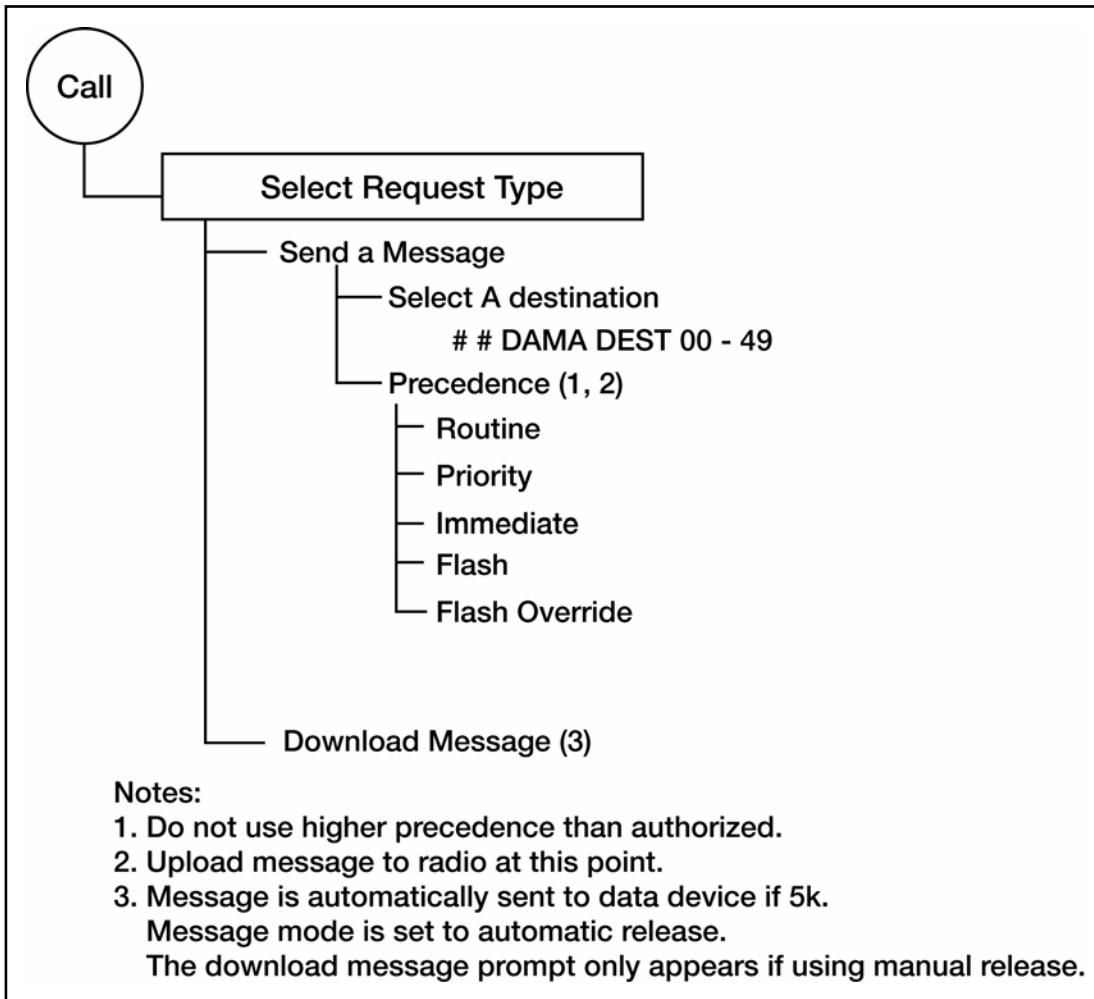 Call
Select Request Type
Send a Message
Select A destination
# # DAMA DEST 00 - 49
Precedence (1, 2)
Routine
Priority
Immediate
Flash
Flash Override
Download Message (3)
Notes:
1. Do not use higher precedence than authorized.
2. Upload message to radio at this point.
3. Message is automatically sent to data device if 5k.
Message mode is set to automatic release.
The download message prompt only appears if using manual release.